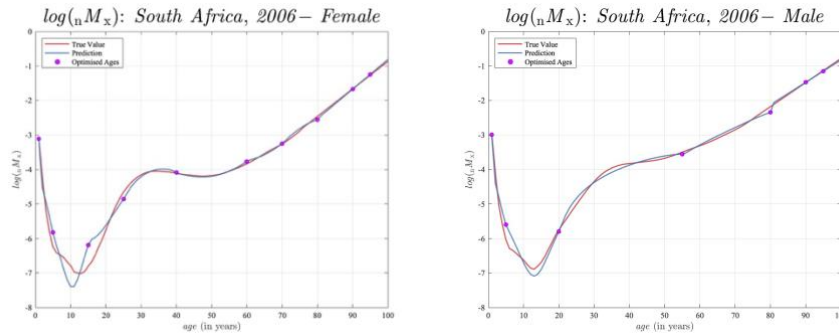 log(ₙMₓ): South Africa, 2006− Female
True Value
Prediction
Optimised Ages
0
-1
-2
-3
-4
-5
-6
-7
-8
log(ₙMₓ)
0 10 20 30 40 50 60 70 80 90 100
age (in years)
log(ₙMₓ): South Africa, 2006− Male
True Value
Prediction
Optimised Ages
0
-1
-2
-3
-4
-5
-6
-7
-8
log(ₙMₓ)
0 10 20 30 40 50 60 70 80 90 100
age (in years)